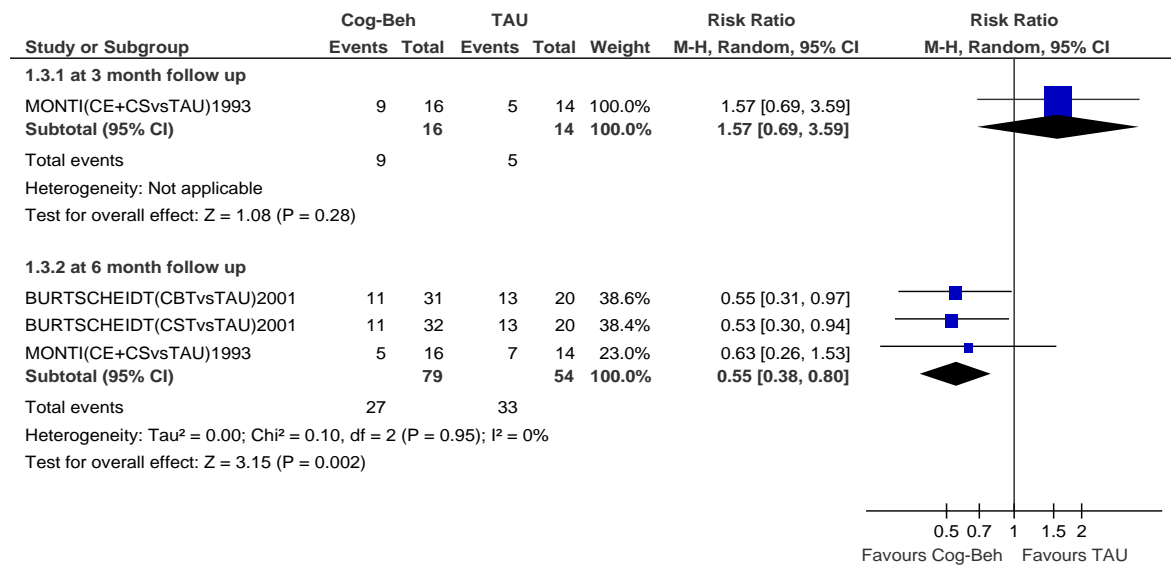 Cog-Beh TAU Risk Ratio Risk Ratio
Study or Subgroup Events Total Events Total Weight M-H, Random, 95% CI M-H, Random, 95% CI
1.3.1 at 3 month follow up
MONTI(CE+CSvsTAU)1993 9 16 5 14 100.0% 1.57 [0.69, 3.59]
Subtotal (95% CI) 16 14 100.0% 1.57 [0.69, 3.59]
Total events 9 5
Heterogeneity: Not applicable
Test for overall effect: Z = 1.08 (P = 0.28)
1.3.2 at 6 month follow up
BURTSCHEIDT(CBTvsTAU)2001 11 31 13 20 38.6% 0.55 [0.31, 0.97]
BURTSCHEIDT(CSTvsTAU)2001 11 32 13 20 38.4% 0.53 [0.30, 0.94]
MONTI(CE+CSvsTAU)1993 5 16 7 14 23.0% 0.63 [0.26, 1.53]
Subtotal (95% CI) 79 54 100.0% 0.55 [0.38, 0.80]
Total events 27 33
Heterogeneity: Tau² = 0.00; Chi² = 0.10, df = 2 (P = 0.95); I² = 0%
Test for overall effect: Z = 3.15 (P = 0.002)
0.5 0.7 1 1.5 2
Favours Cog-Beh Favours TAU